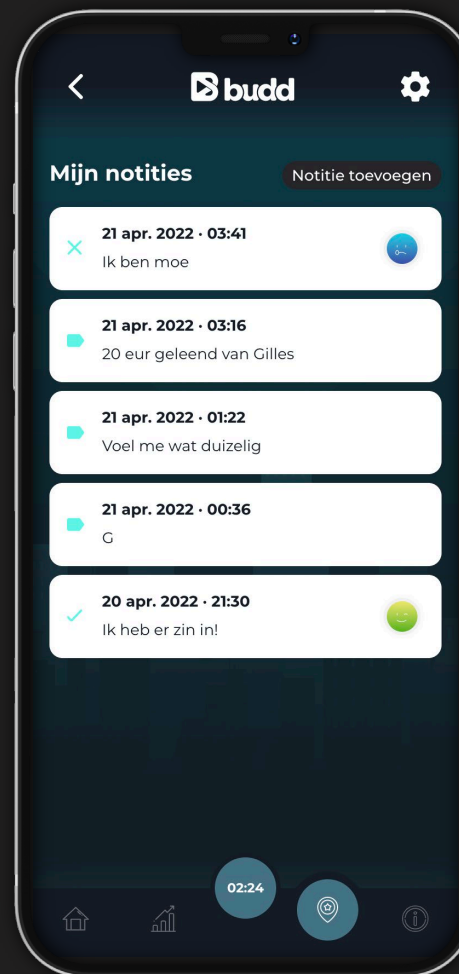 budd
Mijn notities
Notitie toevoegen
21 apr. 2022 · 03:41
Ik ben moe
21 apr. 2022 · 03:16
20 eur geleend van Gilles
21 apr. 2022 · 01:22
Voel me wat duizelig
21 apr. 2022 · 00:36
G
20 apr. 2022 · 21:30
Ik heb er zin in!
02:24